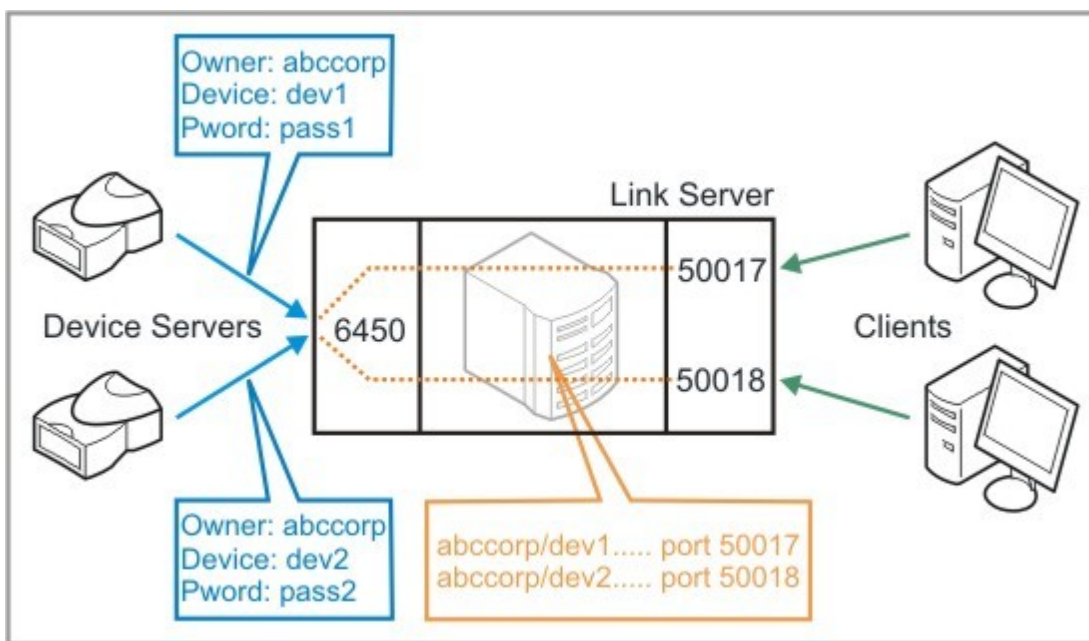 Owner: abccorp
Device: dev1
Pword: pass1
Link Server
50017
Device Servers
6450
Clients
50018
Owner: abccorp
Device: dev2
Pword: pass2
abccorp/dev1..... port 50017
abccorp/dev2..... port 50018